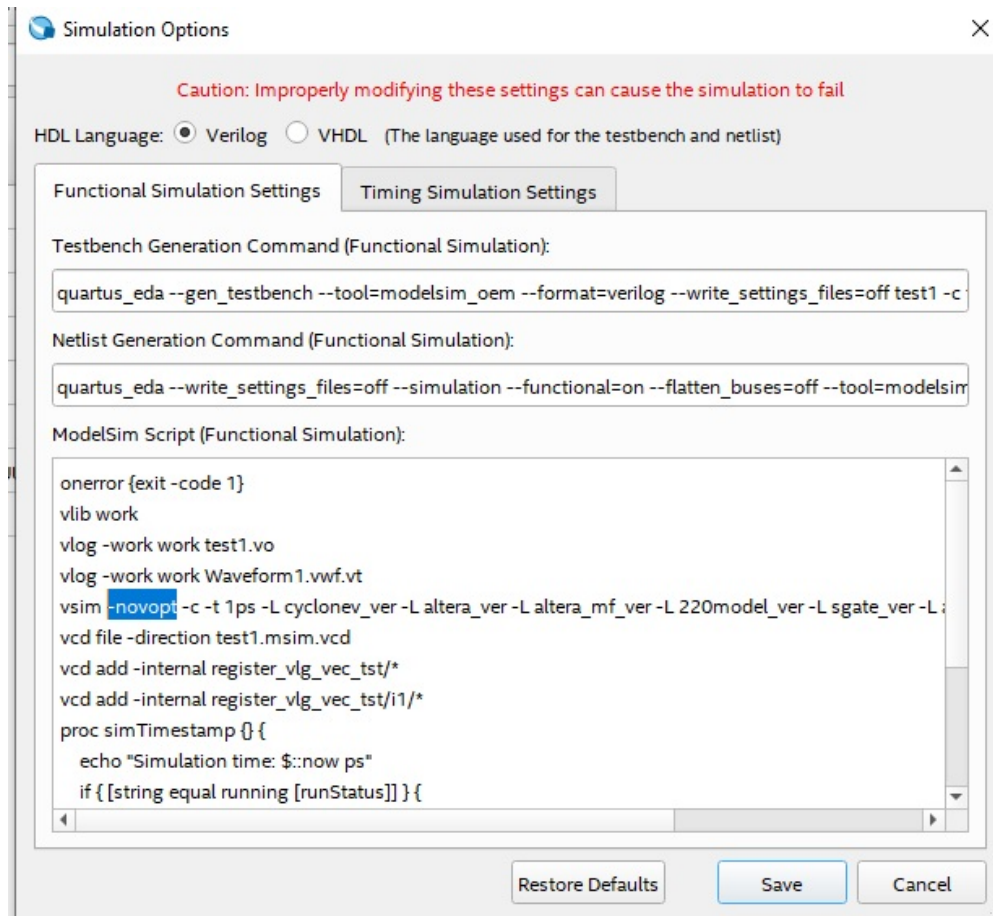 Simulation Options
Caution: Improperly modifying these settings can cause the simulation to fail
HDL Language: Verilog VHDL (The language used for the testbench and netlist)
Functional Simulation Settings Timing Simulation Settings
Testbench Generation Command (Functional Simulation):
quartus_eda --gen_testbench --tool=modelsim_oem --format=verilog --write_settings_files=off test1 -c
Netlist Generation Command (Functional Simulation):
quartus_eda --write_settings_files=off --simulation --functional=on --flatten_buses=off --tool=modelsim
ModelSim Script (Functional Simulation):
onerror {exit -code 1}
vlib work
vlog -work work test1.vo
vlog -work work Waveform1.vwf.vt
vsim -novopt -c -t 1ps -L cyclonev_ver -L altera_ver -L altera_mf_ver -L 220model_ver -L sgate_ver -L
vcd file -direction test1.msim.vcd
vcd add -internal register_vlg_vec_tst/*
vcd add -internal register_vlg_vec_tst/i1/*
proc simTimestamp {} {
echo "Simulation time: $::now ps"
if { [string equal running [runStatus]] } {
Restore Defaults Save Cancel